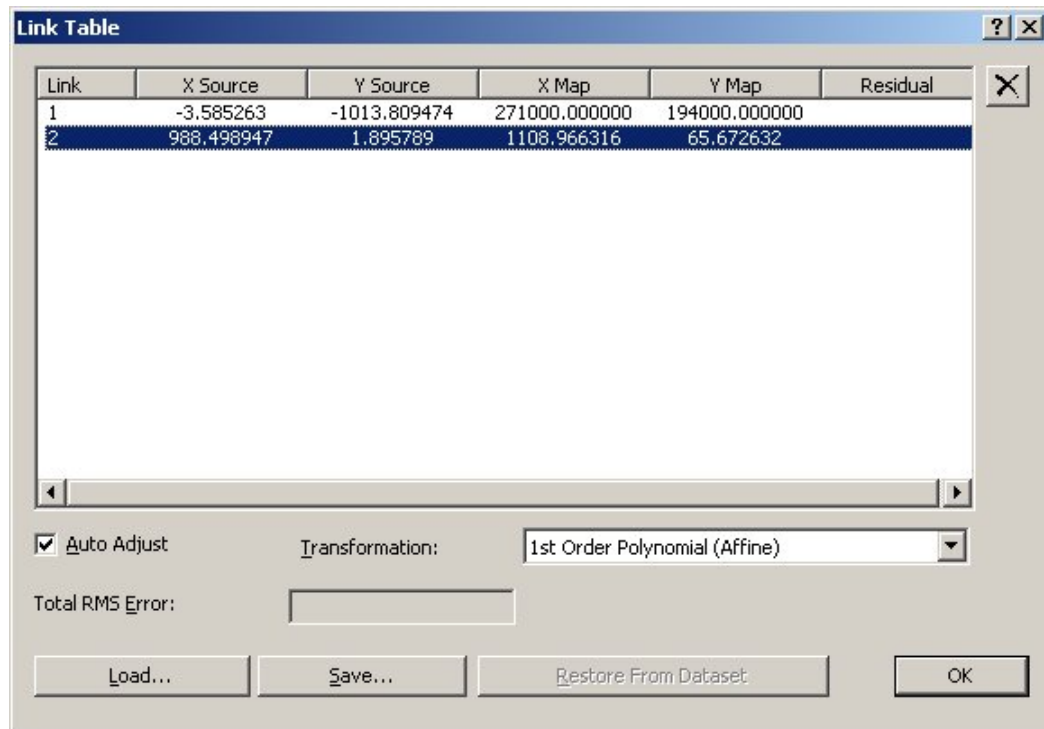 Link Table
Link X Source Y Source X Map Y Map Residual
1 -3.585263 -1013.809474 271000.000000 194000.000000
2 988.498947 1.895789 1108.966316 65.672632
Auto Adjust Transformation: 1st Order Polynomial (Affine)
Total RMS Error:
Load... Save... Restore From Dataset OK